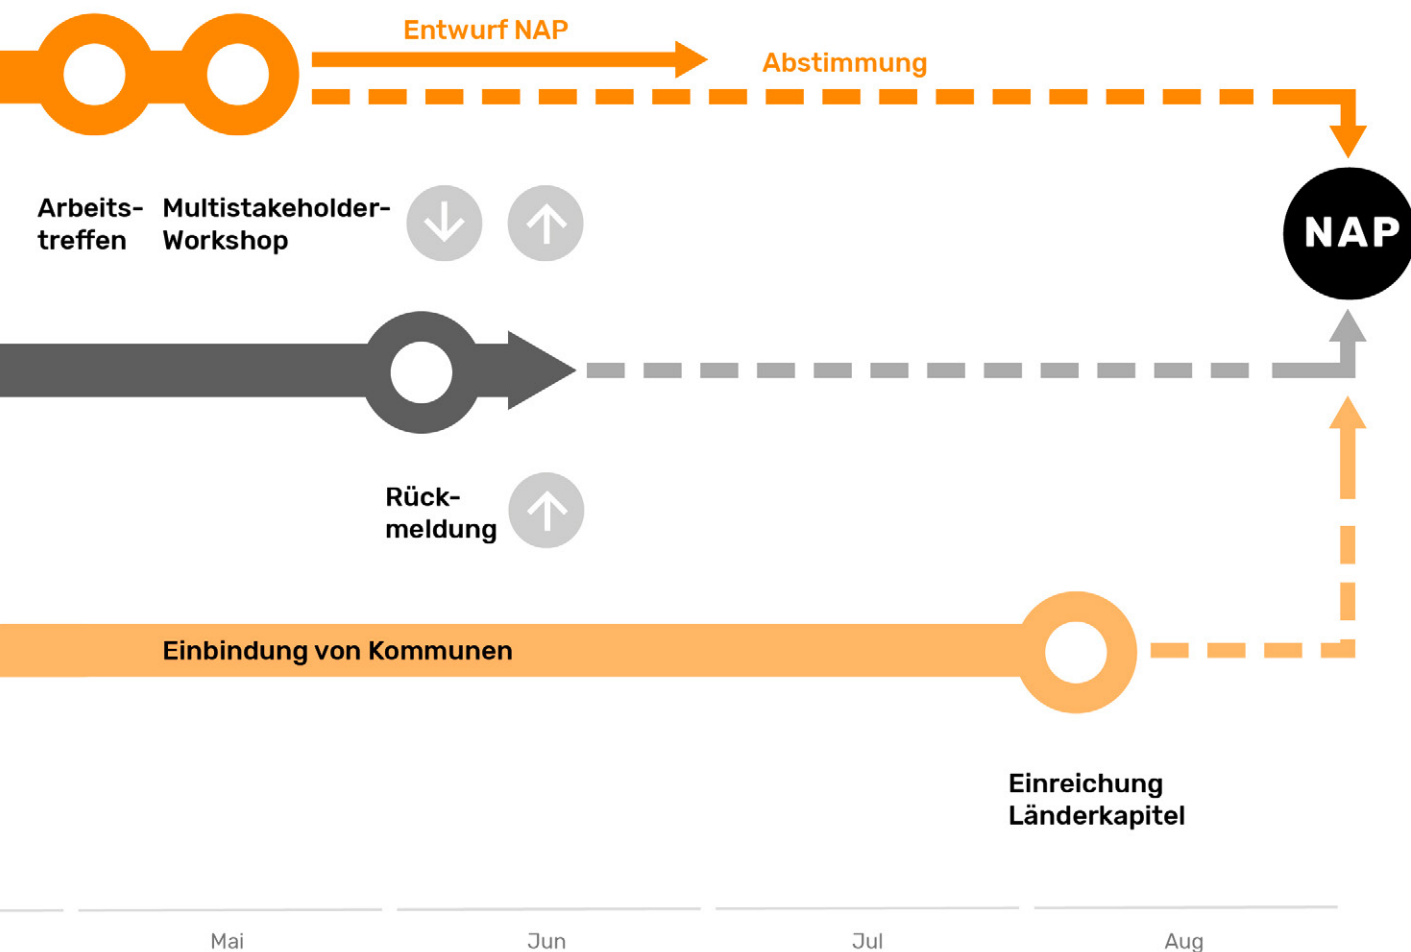 Entwurf NAP
Abstimmung
Arbeits-
treffen
Multistakeholder-
Workshop
NAP
Rück-
meldung
Einbindung von Kommunen
Einreichung
Länderkapitel
Mai
Jun
Jul
Aug